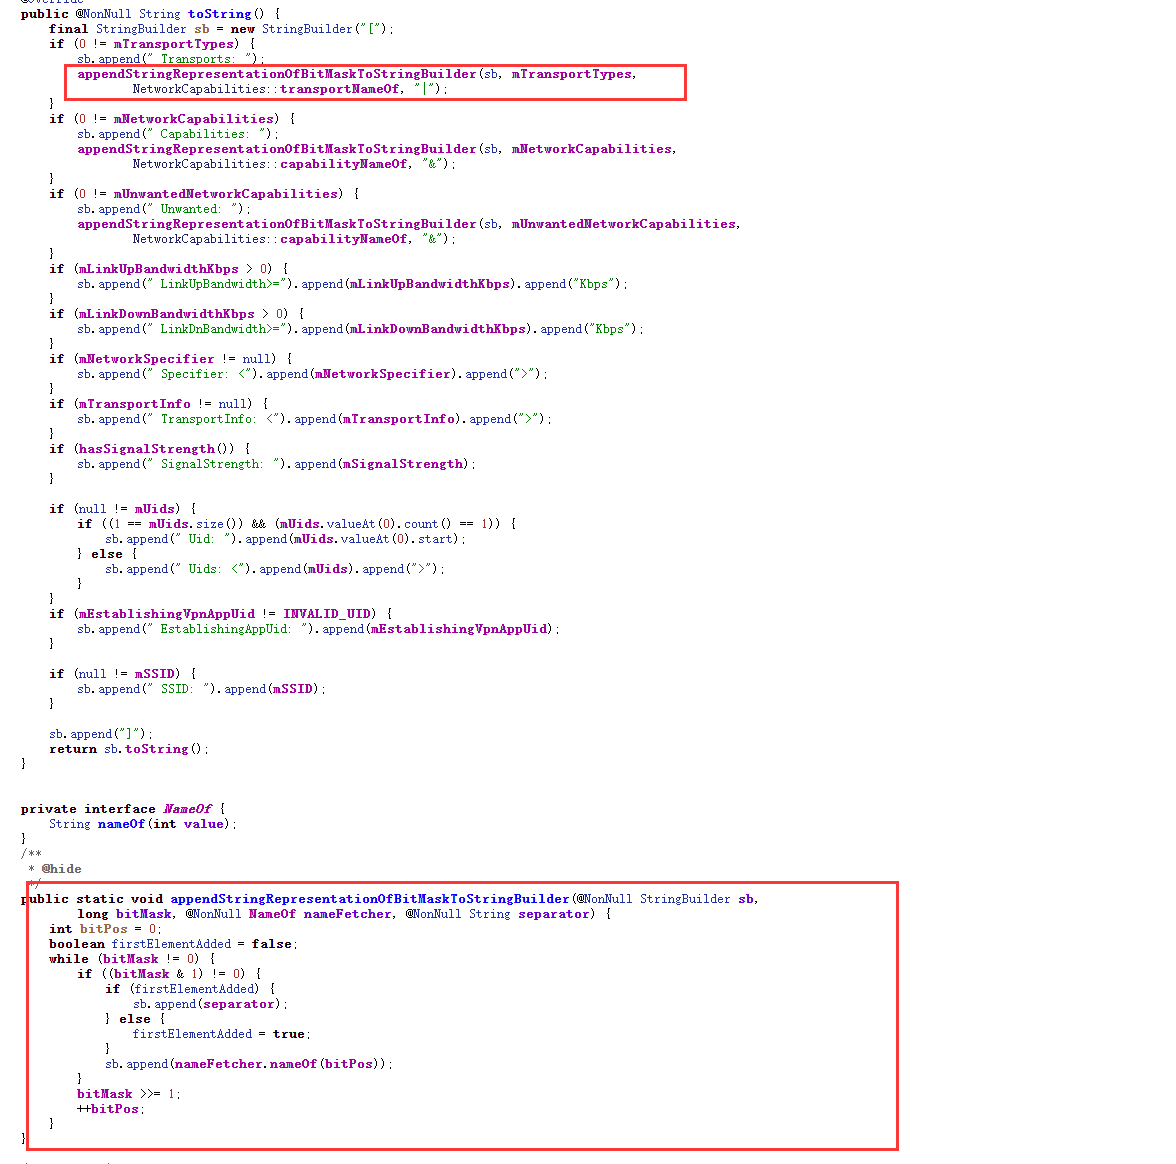 @Override
public @NonNull String toString() {
    final StringBuilder sb = new StringBuilder("[");
    if (0 != mTransportTypes) {
        sb.append(" Transports: ");
        appendStringRepresentationOfBitMaskToStringBuilder(sb, mTransportTypes,
                NetworkCapabilities::transportNameOf, "|");
    }
    if (0 != mNetworkCapabilities) {
        sb.append(" Capabilities: ");
        appendStringRepresentationOfBitMaskToStringBuilder(sb, mNetworkCapabilities,
                NetworkCapabilities::capabilityNameOf, "&");
    }
    if (0 != mUnwantedNetworkCapabilities) {
        sb.append(" Unwanted: ");
        appendStringRepresentationOfBitMaskToStringBuilder(sb, mUnwantedNetworkCapabilities,
                NetworkCapabilities::capabilityNameOf, "&");
    }
    if (mLinkUpBandwidthKbps > 0) {
        sb.append(" LinkUpBandwidth>=").append(mLinkUpBandwidthKbps).append("Kbps");
    }
    if (mLinkDownBandwidthKbps > 0) {
        sb.append(" LinkDnBandwidth>=").append(mLinkDownBandwidthKbps).append("Kbps");
    }
    if (mNetworkSpecifier != null) {
        sb.append(" Specifier: <").append(mNetworkSpecifier).append(">");
    }
    if (mTransportInfo != null) {
        sb.append(" TransportInfo: <").append(mTransportInfo).append(">");
    }
    if (hasSignalStrength()) {
        sb.append(" SignalStrength: ").append(mSignalStrength);
    }

    if (null != mUids) {
        if ((1 == mUids.size()) && (mUids.valueAt(0).count() == 1)) {
            sb.append(" Uid: ").append(mUids.valueAt(0).start);
        } else {
            sb.append(" Uids: <").append(mUids).append(">");
        }
    }
    if (mEstablishingVpnAppUid != INVALID_UID) {
        sb.append(" EstablishingAppUid: ").append(mEstablishingVpnAppUid);
    }

    if (null != mSSID) {
        sb.append(" SSID: ").append(mSSID);
    }

    sb.append("]");
    return sb.toString();
}


private interface NameOf {
    String nameOf(int value);
}
/**
 * @hide
 */
public static void appendStringRepresentationOfBitMaskToStringBuilder(@NonNull StringBuilder sb,
        long bitMask, @NonNull NameOf nameFetcher, @NonNull String separator) {
    int bitPos = 0;
    boolean firstElementAdded = false;
    while (bitMask != 0) {
        if ((bitMask & 1) != 0) {
            if (firstElementAdded) {
                sb.append(separator);
            } else {
                firstElementAdded = true;
            }
            sb.append(nameFetcher.nameOf(bitPos));
        }
        bitMask >>= 1;
        ++bitPos;
    }
}